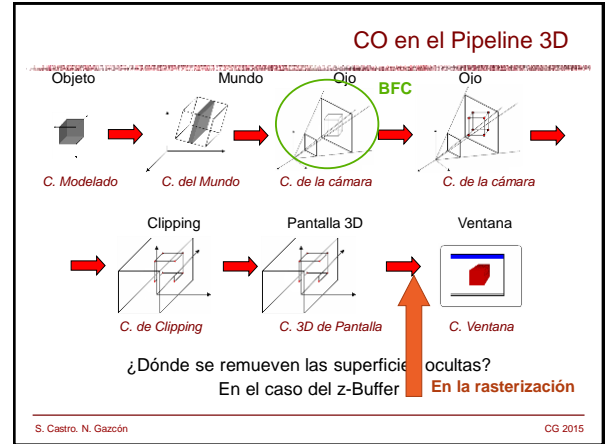 CO en el Pipeline 3D
Objeto Mundo Ojo Ojo
BFC
C. Modelado C. del Mundo C. de la cámara C. de la cámara
Clipping Pantalla 3D Ventana
C. de Clipping C. 3D de Pantalla C. Ventana
¿Dónde se remueven las superficie ocultas?
En el caso del z-Buffer En la rasterización
S. Castro. N. Gazcón CG 2015